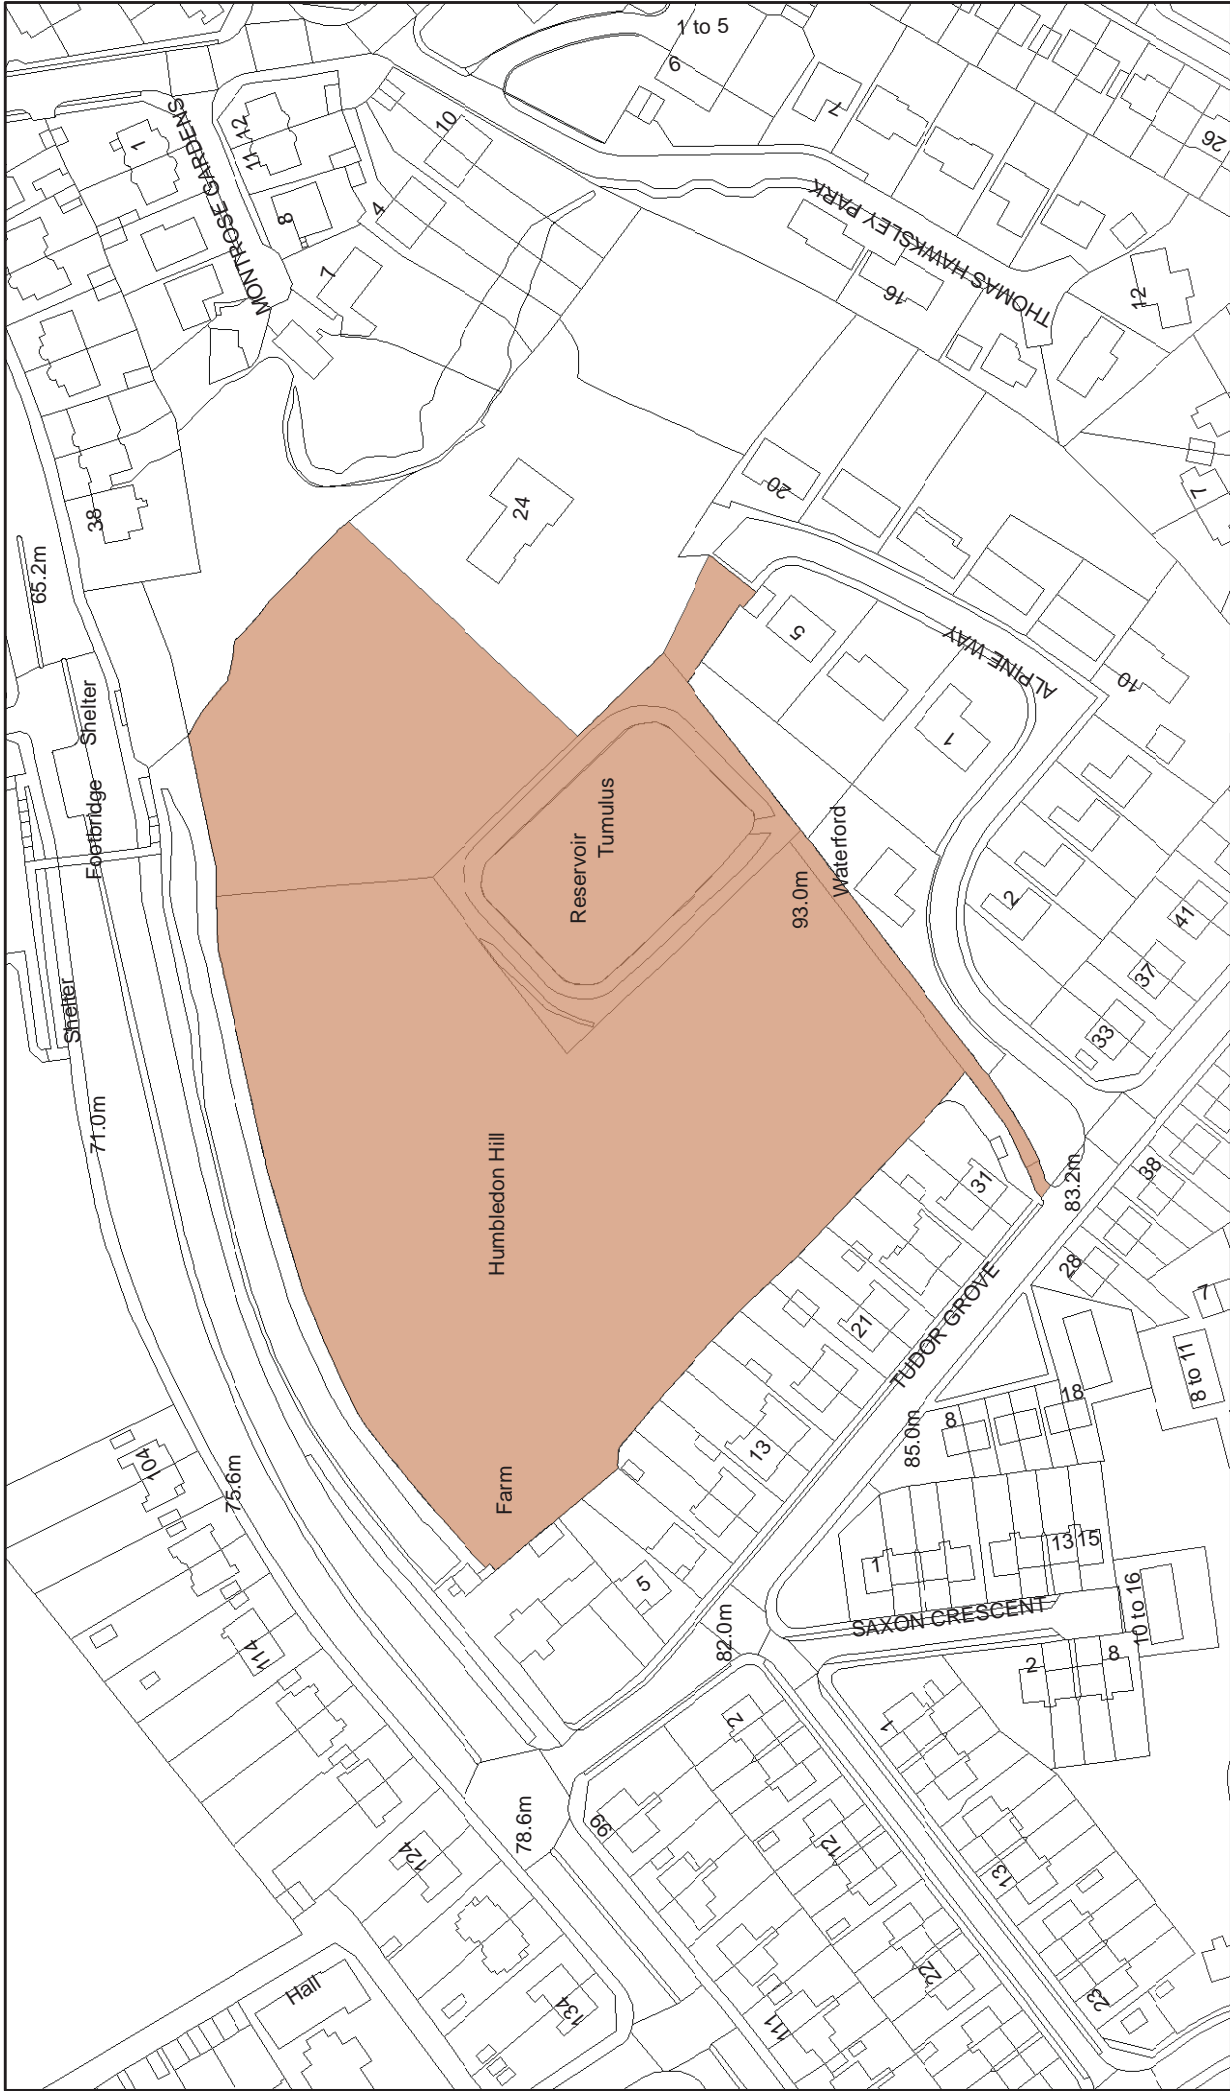 1 to 5
6
7
26
MONTROSE GARDENS
1
11-12
10
8
4
7
THOMAS HAWKSLEY PARK
16
12
7
38
65.2m
24
20
Shelter
Footbridge
5
ALPINE WAY
10
1
Reservoir
Tumulus
Waterford
93.0m
2
41
37
33
Shelter
71.0m
Humbledon Hill
31
83.2m
38
28
7
21
TUDOR GROVE
8 to 11
18
8
85.0m
13
104
75.6m
Farm
13 15
1
5
SAXON CRESCENT
10 to 16
82.0m
114
2
8
2
1
78.6m
99
124
12
13
22
23
134
111
Hall